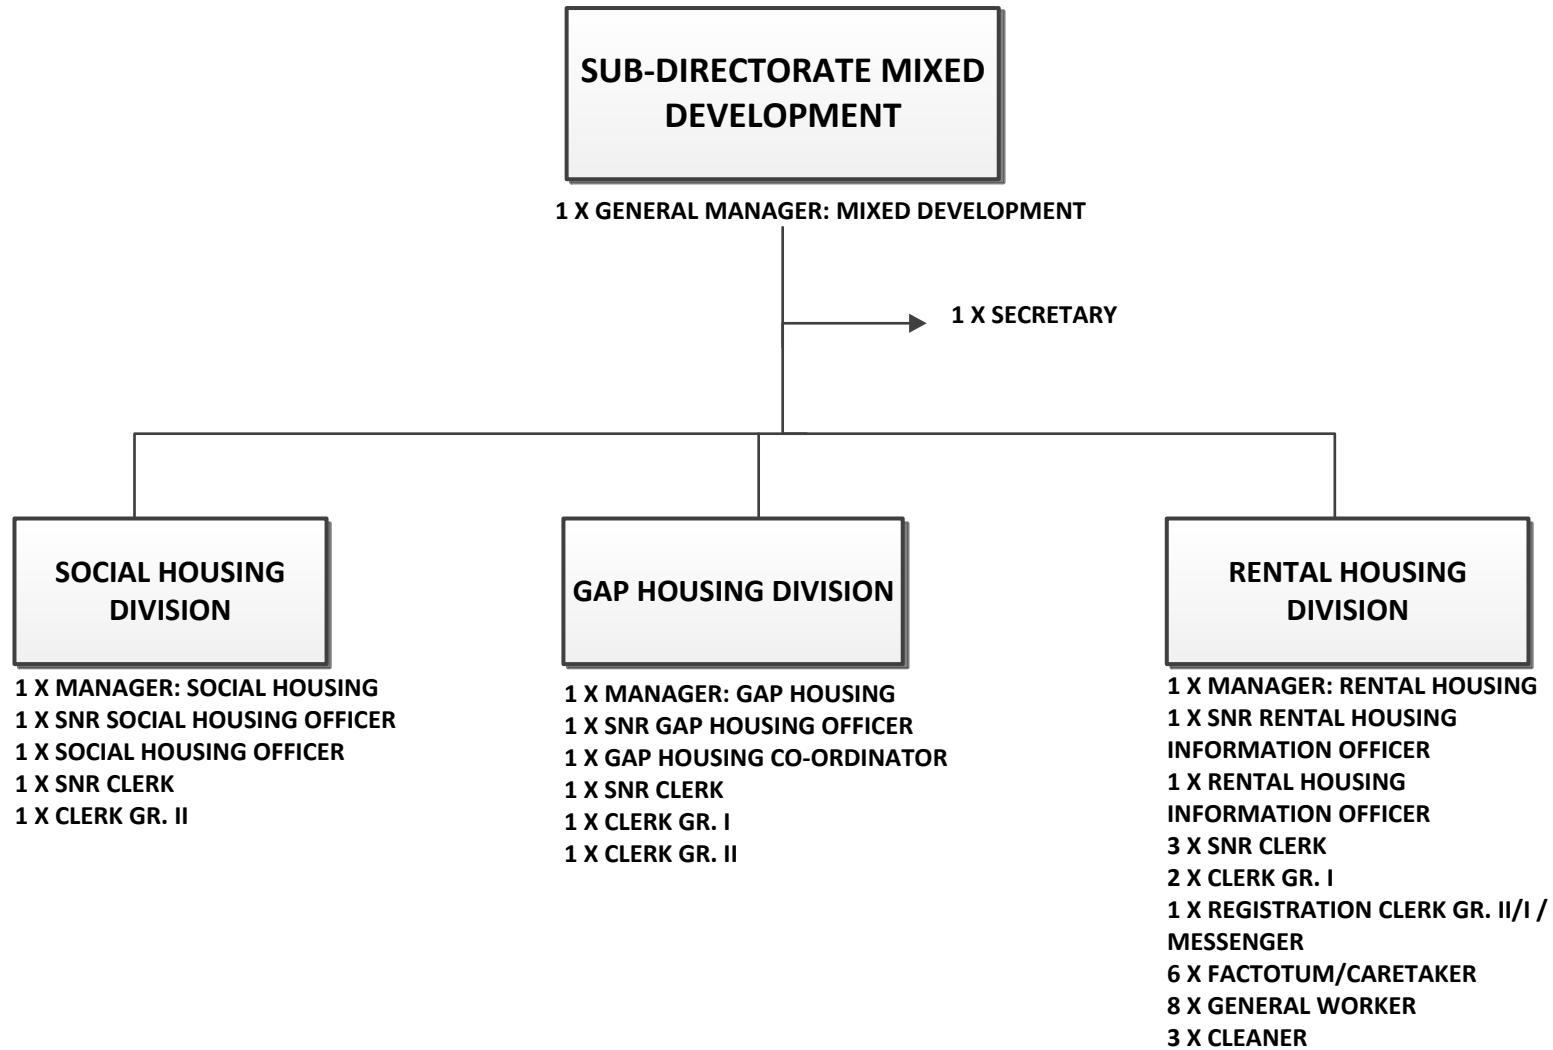 SUB-DIRECTORATE MIXED
DEVELOPMENT
1 X GENERAL MANAGER: MIXED DEVELOPMENT
1 X SECRETARY
SOCIAL HOUSING
DIVISION
1 X MANAGER: SOCIAL HOUSING
1 X SNR SOCIAL HOUSING OFFICER
1 X SOCIAL HOUSING OFFICER
1 X SNR CLERK
1 X CLERK GR. II
GAP HOUSING DIVISION
1 X MANAGER: GAP HOUSING
1 X SNR GAP HOUSING OFFICER
1 X GAP HOUSING CO-ORDINATOR
1 X SNR CLERK
1 X CLERK GR. I
1 X CLERK GR. II
RENTAL HOUSING
DIVISION
1 X MANAGER: RENTAL HOUSING
1 X SNR RENTAL HOUSING
INFORMATION OFFICER
1 X RENTAL HOUSING
INFORMATION OFFICER
3 X SNR CLERK
2 X CLERK GR. I
1 X REGISTRATION CLERK GR. II/I /
MESSENGER
6 X FACTOTUM/CARETAKER
8 X GENERAL WORKER
3 X CLEANER